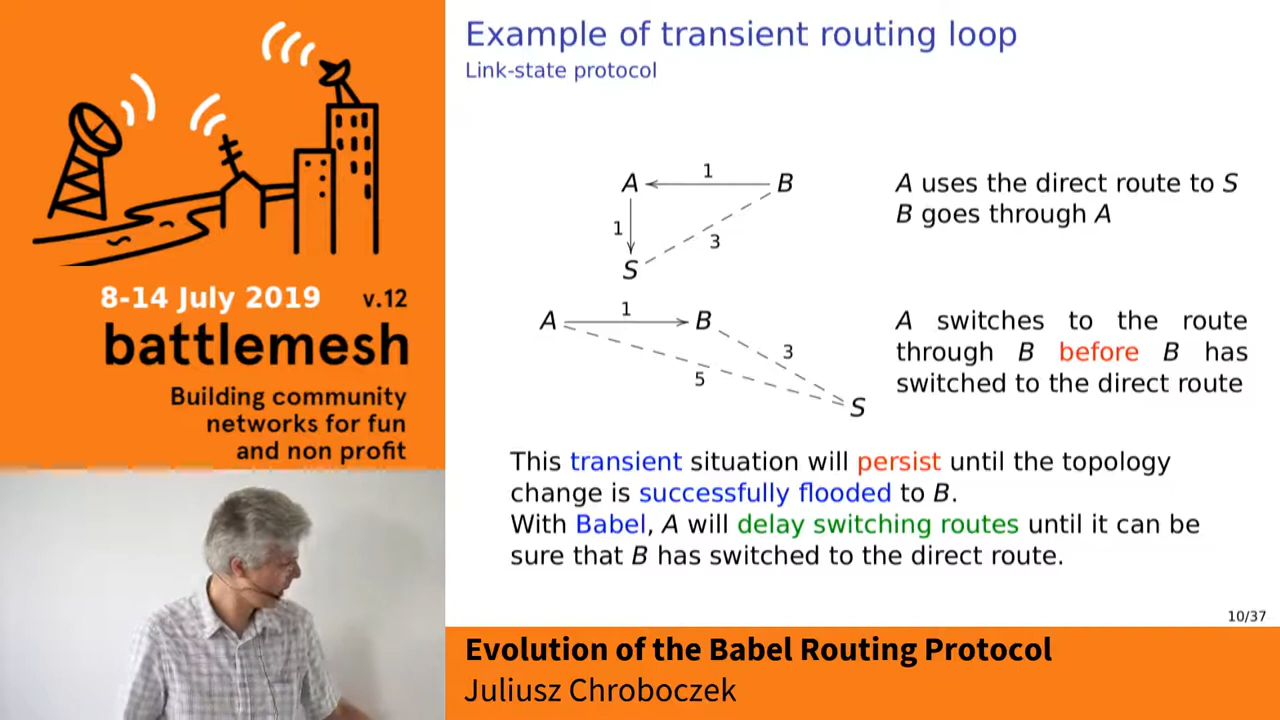 8-14 July 2019 v.12
battlemesh
Building community
networks for fun
and non profit
Example of transient routing loop
Link-state protocol
A 1 B
1
3
S
A uses the direct route to S
B goes through A
A 1 B
3
5
S
A switches to the route
through B before B has
switched to the direct route
This transient situation will persist until the topology
change is successfully flooded to B.
With Babel, A will delay switching routes until it can be
sure that B has switched to the direct route.
10/37
Evolution of the Babel Routing Protocol
Juliusz Chroboczek